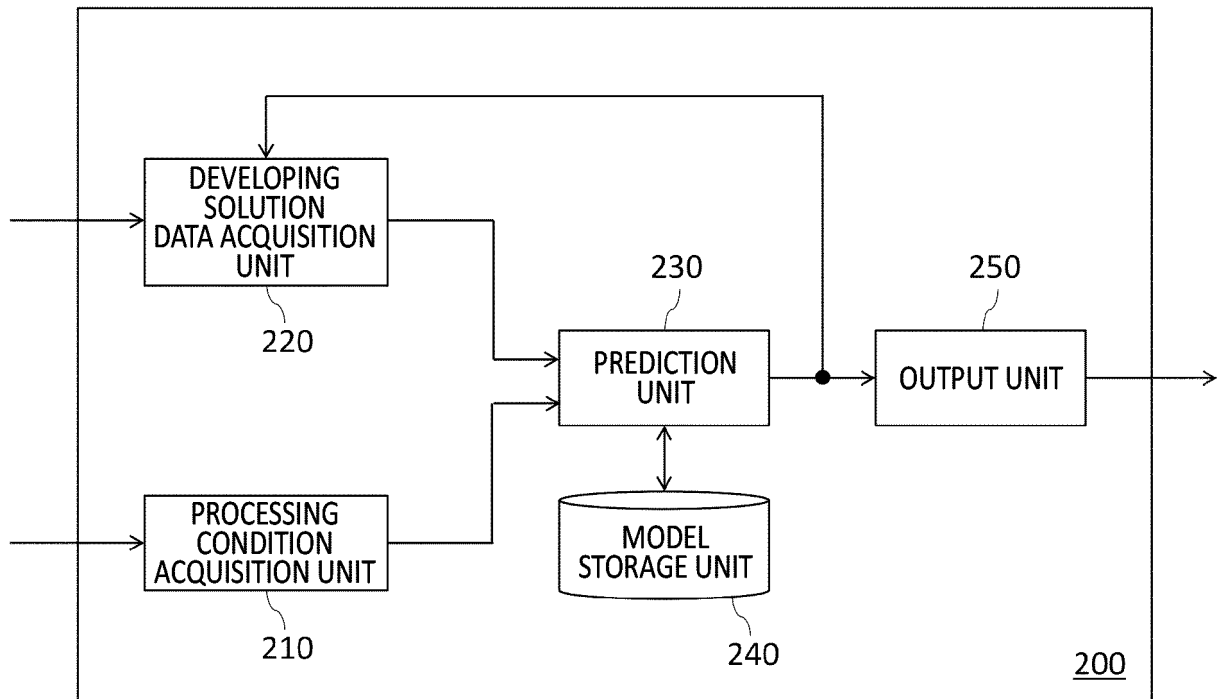 DEVELOPING
SOLUTION
DATA ACQUISITION
UNIT
220
230
PREDICTION
UNIT
250
OUTPUT UNIT
PROCESSING
CONDITION
ACQUISITION UNIT
210
MODEL
STORAGE UNIT
240
200